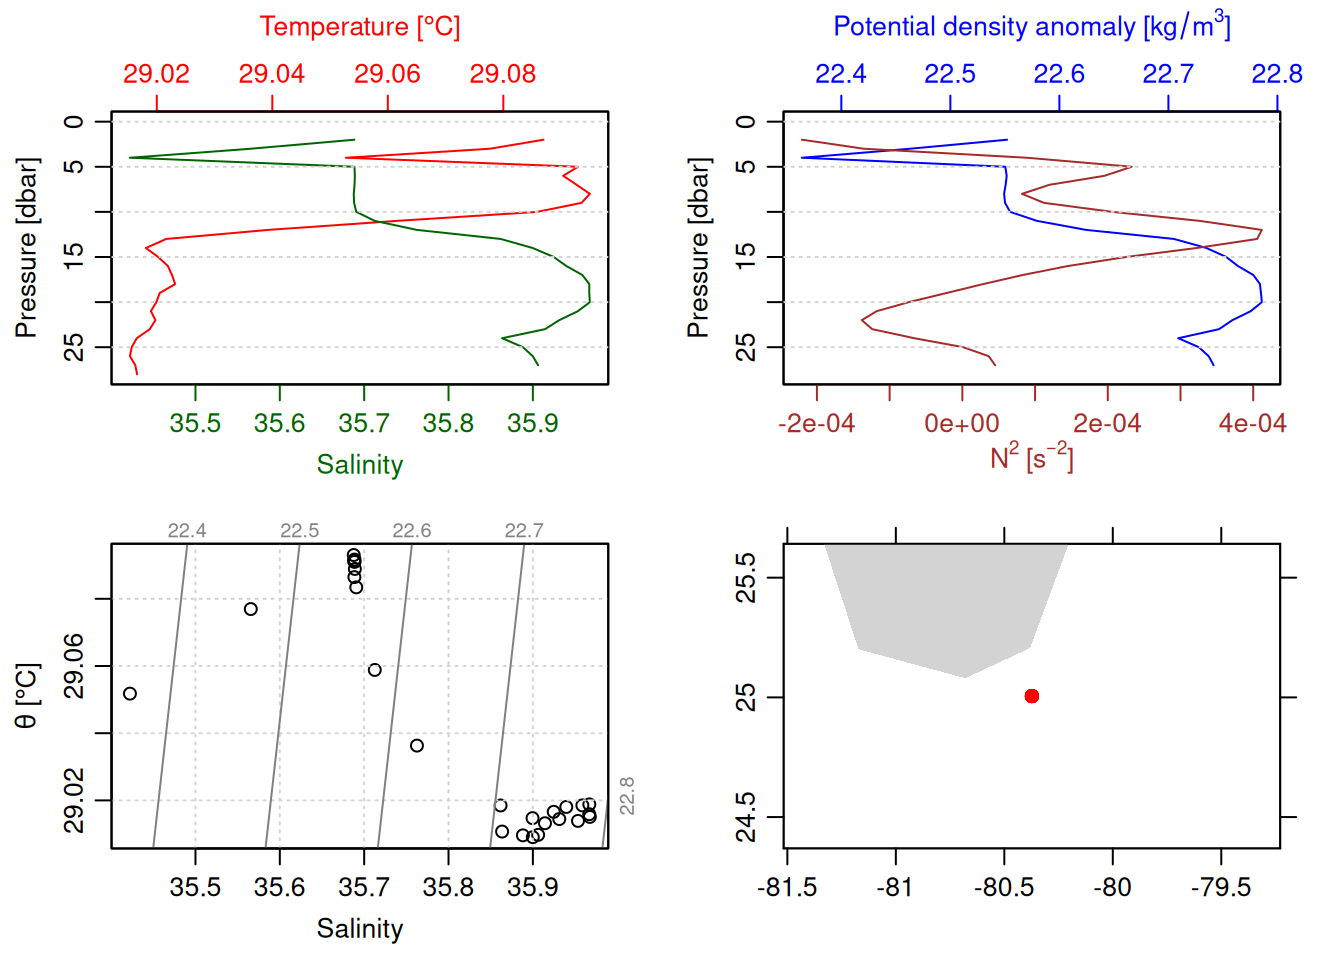 Temperature [°C]
29.02 29.04 29.06 29.08
Pressure [dbar]
0
5
15
25
35.5 35.6 35.7 35.8 35.9
Salinity
Potential density anomaly [kg/m³]
22.4 22.5 22.6 22.7 22.8
Pressure [dbar]
0
5
15
25
-2e-04 0e+00 2e-04 4e-04
N² [s⁻²]
22.4 22.5 22.6 22.7
22.8
θ [°C]
29.06
29.02
35.5 35.6 35.7 35.8 35.9
Salinity
25.5
25
24.5
-81.5 -81 -80.5 -80 -79.5